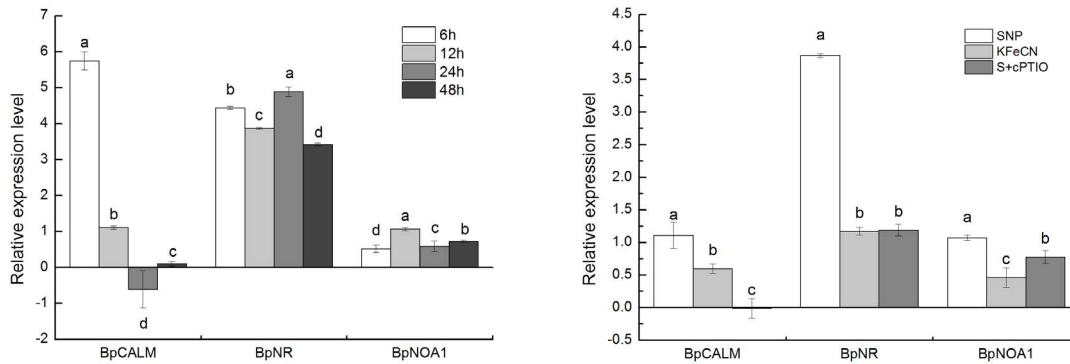 Relative expression level
7
6
5
4
3
2
1
0
-1
-2
a
b
d
c
b
c
a
d
d
a
c
b
6h
12h
24h
48h
BpCALM
BpNR
BpNOA1
Relative expression level
4.5
4.0
3.5
3.0
2.5
2.0
1.5
1.0
0.5
0.0
-0.5
a
b
c
a
b
b
a
c
b
SNP
KFeCN
S+cPTIO
BpCALM
BpNR
BpNOA1